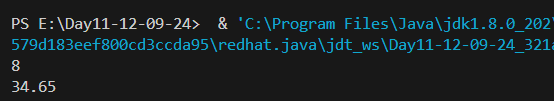 PS E:\Day11-12-09-24>  & 'C:\Program Files\Java\jdk1.8.0_202\
579d183eef800cd3ccda95\redhat.java\jdt_ws\Day11-12-09-24_321a
8
34.65